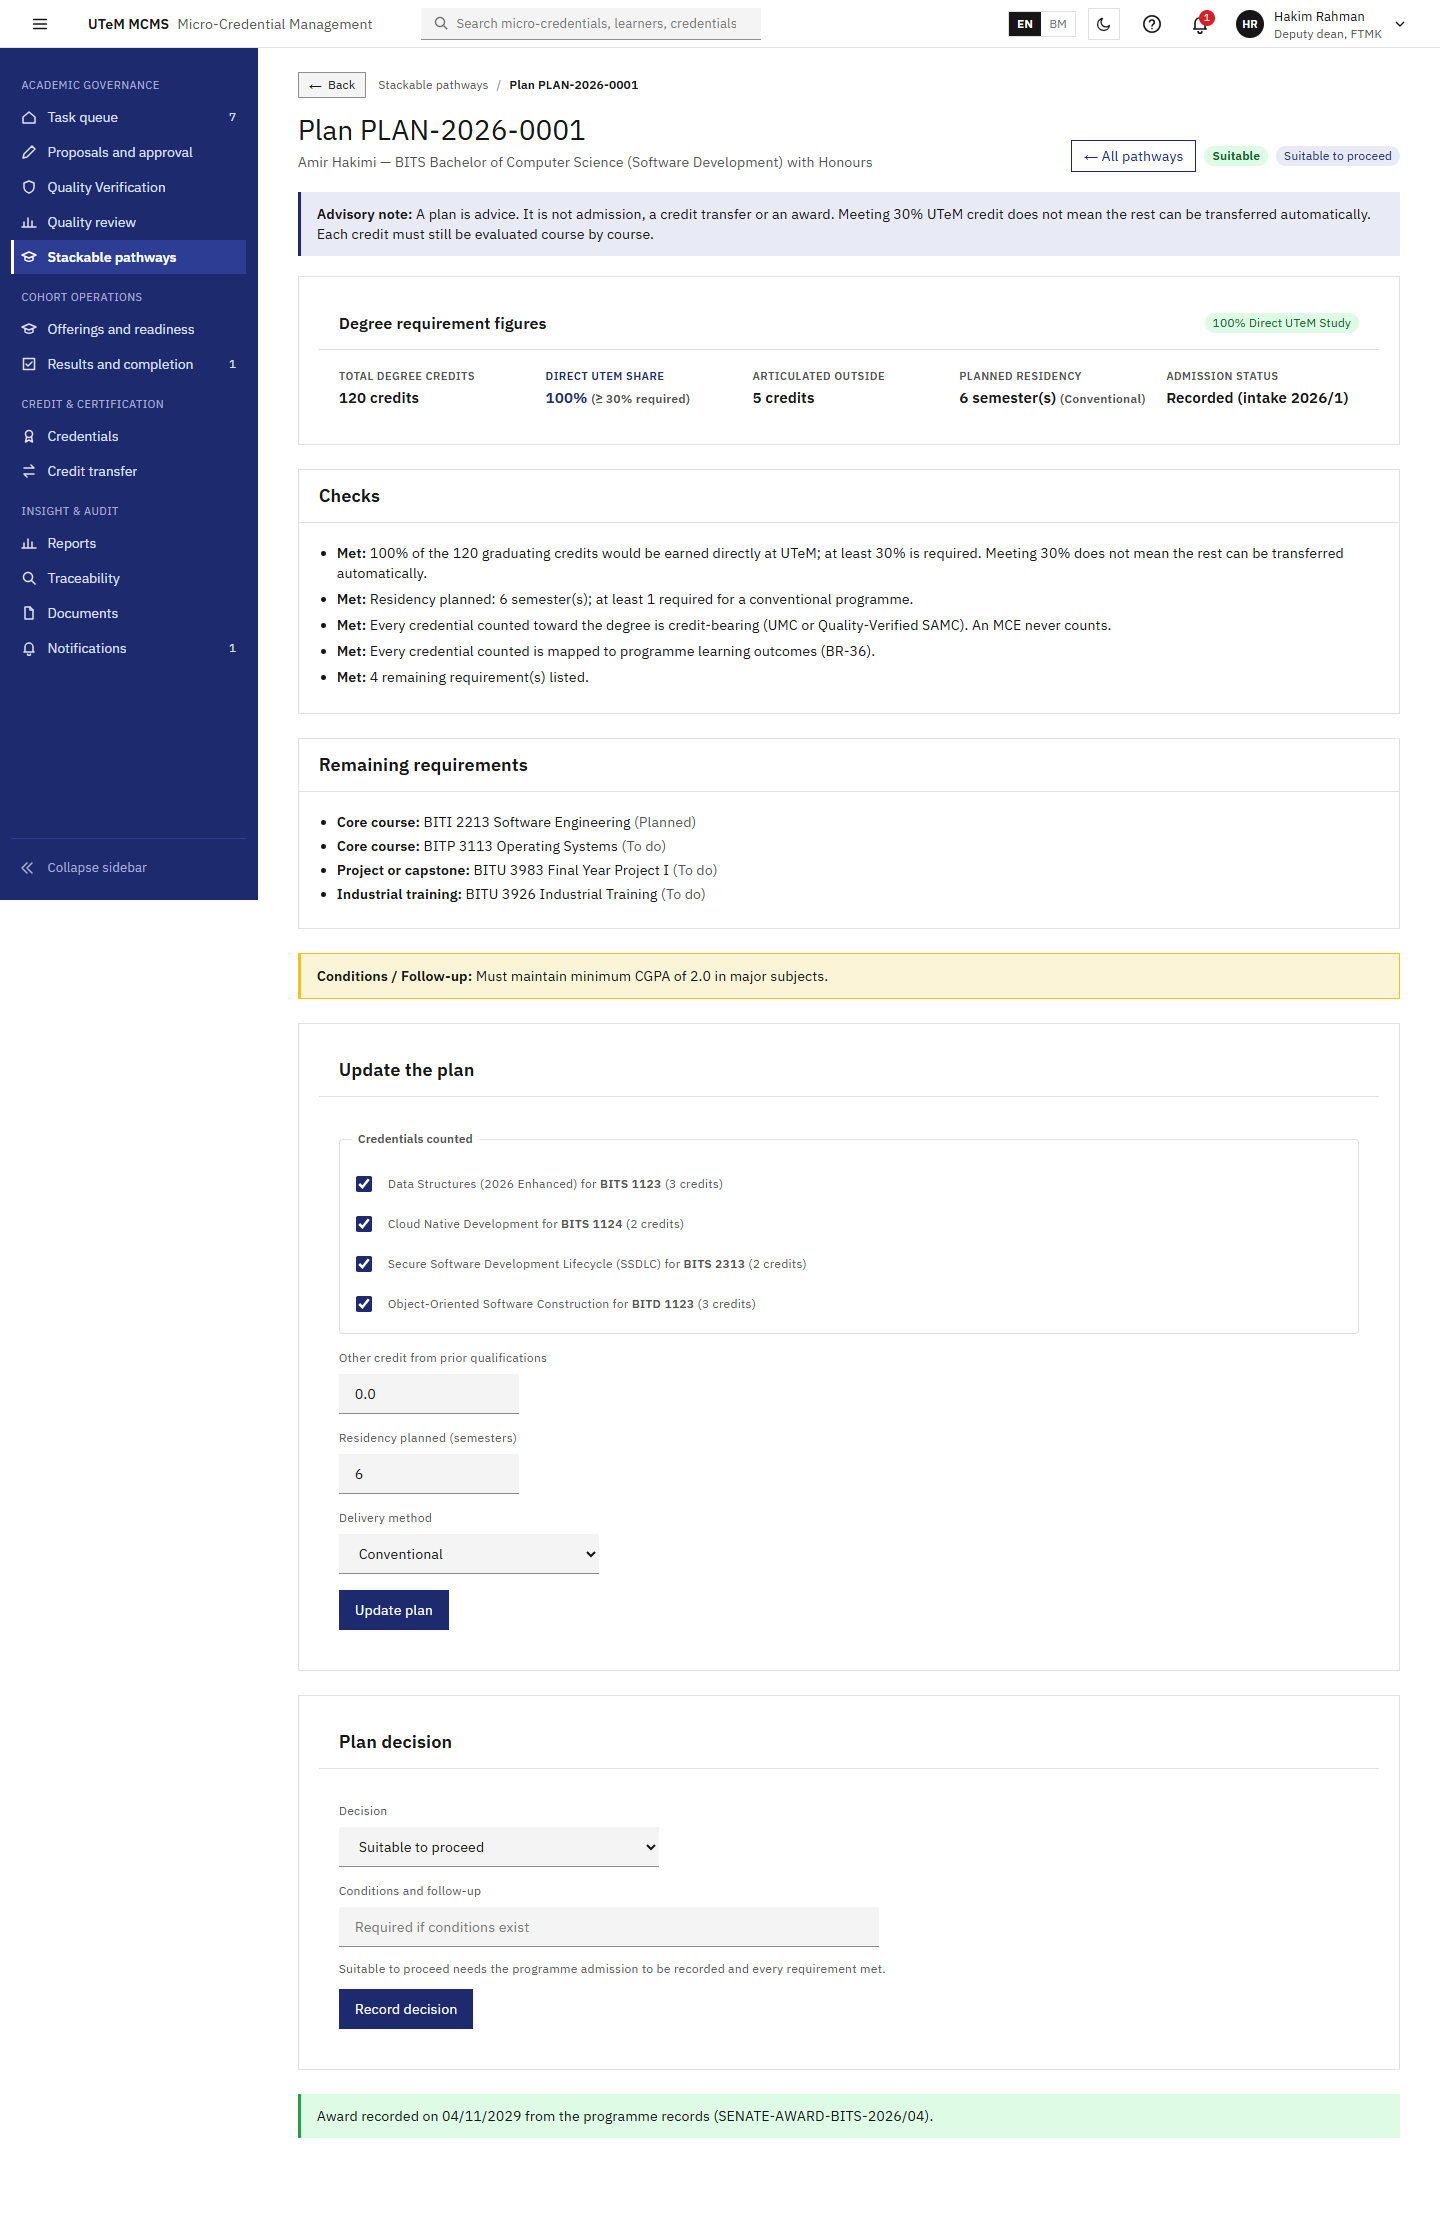 UTeM MCMS Micro-Credential Management
Search micro-credentials, learners, credentials
EN BM
1
HR
Hakim Rahman
Deputy dean, FTMK
ACADEMIC GOVERNANCE
Task queue 7
Proposals and approval
Quality Verification
Quality review
Stackable pathways
COHORT OPERATIONS
Offerings and readiness
Results and completion 1
CREDIT & CERTIFICATION
Credentials
Credit transfer
INSIGHT & AUDIT
Reports
Traceability
Documents
Notifications 1
Collapse sidebar
← Back Stackable pathways / Plan PLAN-2026-0001
Plan PLAN-2026-0001
Amir Hakimi — BITS Bachelor of Computer Science (Software Development) with Honours
← All pathways Suitable Suitable to proceed
Advisory note: A plan is advice. It is not admission, a credit transfer or an award. Meeting 30% UTeM credit does not mean the rest can be transferred automatically.
Each credit must still be evaluated course by course.
Degree requirement figures 100% Direct UTeM Study
TOTAL DEGREE CREDITS DIRECT UTEM SHARE ARTICULATED OUTSIDE PLANNED RESIDENCY ADMISSION STATUS
120 credits 100% (≥ 30% required) 5 credits 6 semester(s) (Conventional) Recorded (intake 2026/1)
Checks
• Met: 100% of the 120 graduating credits would be earned directly at UTeM; at least 30% is required. Meeting 30% does not mean the rest can be transferred
automatically.
• Met: Residency planned: 6 semester(s); at least 1 required for a conventional programme.
• Met: Every credential counted toward the degree is credit-bearing (UMC or Quality-Verified SAMC). An MCE never counts.
• Met: Every credential counted is mapped to programme learning outcomes (BR-36).
• Met: 4 remaining requirement(s) listed.
Remaining requirements
• Core course: BITI 2213 Software Engineering (Planned)
• Core course: BITP 3113 Operating Systems (To do)
• Project or capstone: BITU 3983 Final Year Project I (To do)
• Industrial training: BITU 3926 Industrial Training (To do)
Conditions / Follow-up: Must maintain minimum CGPA of 2.0 in major subjects.
Update the plan
Credentials counted
Data Structures (2026 Enhanced) for BITS 1123 (3 credits)
Cloud Native Development for BITS 1124 (2 credits)
Secure Software Development Lifecycle (SSDLC) for BITS 2313 (2 credits)
Object-Oriented Software Construction for BITD 1123 (3 credits)
Other credit from prior qualifications
0.0
Residency planned (semesters)
6
Delivery method
Conventional
Update plan
Plan decision
Decision
Suitable to proceed
Conditions and follow-up
Required if conditions exist
Suitable to proceed needs the programme admission to be recorded and every requirement met.
Record decision
Award recorded on 04/11/2029 from the programme records (SENATE-AWARD-BITS-2026/04).